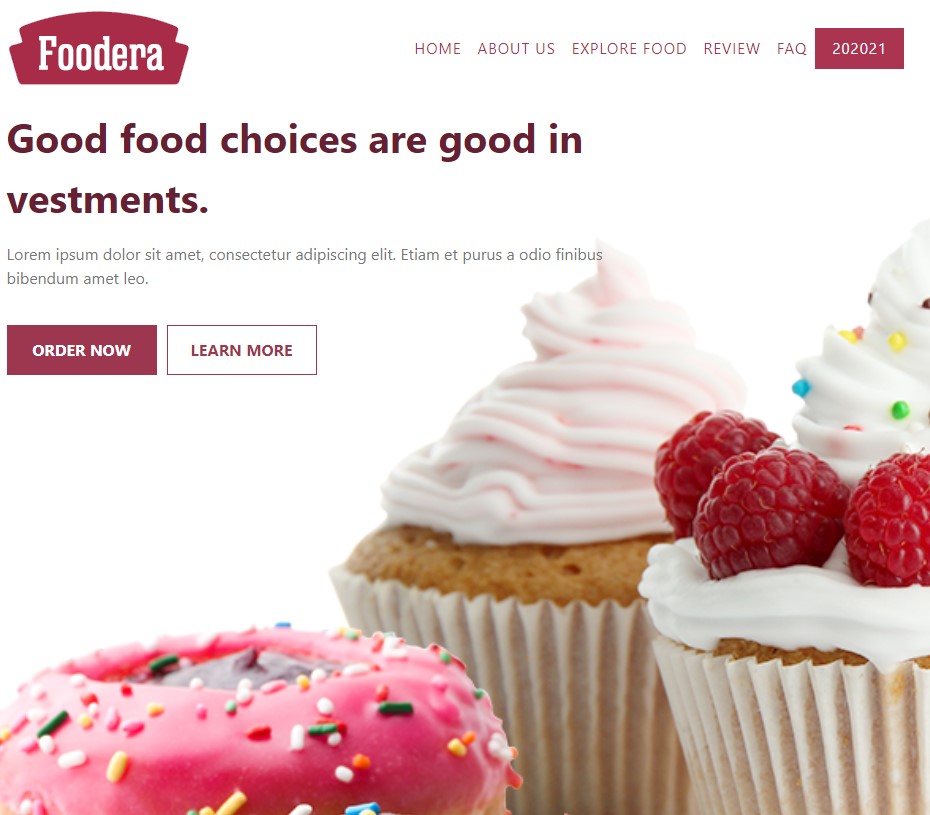 Foodera
HOME ABOUT US EXPLORE FOOD REVIEW FAQ 202021
Good food choices are good in
vestments.
Lorem ipsum dolor sit amet, consectetur adipiscing elit. Etiam et purus a odio finibus
bibendum amet leo.
ORDER NOW LEARN MORE